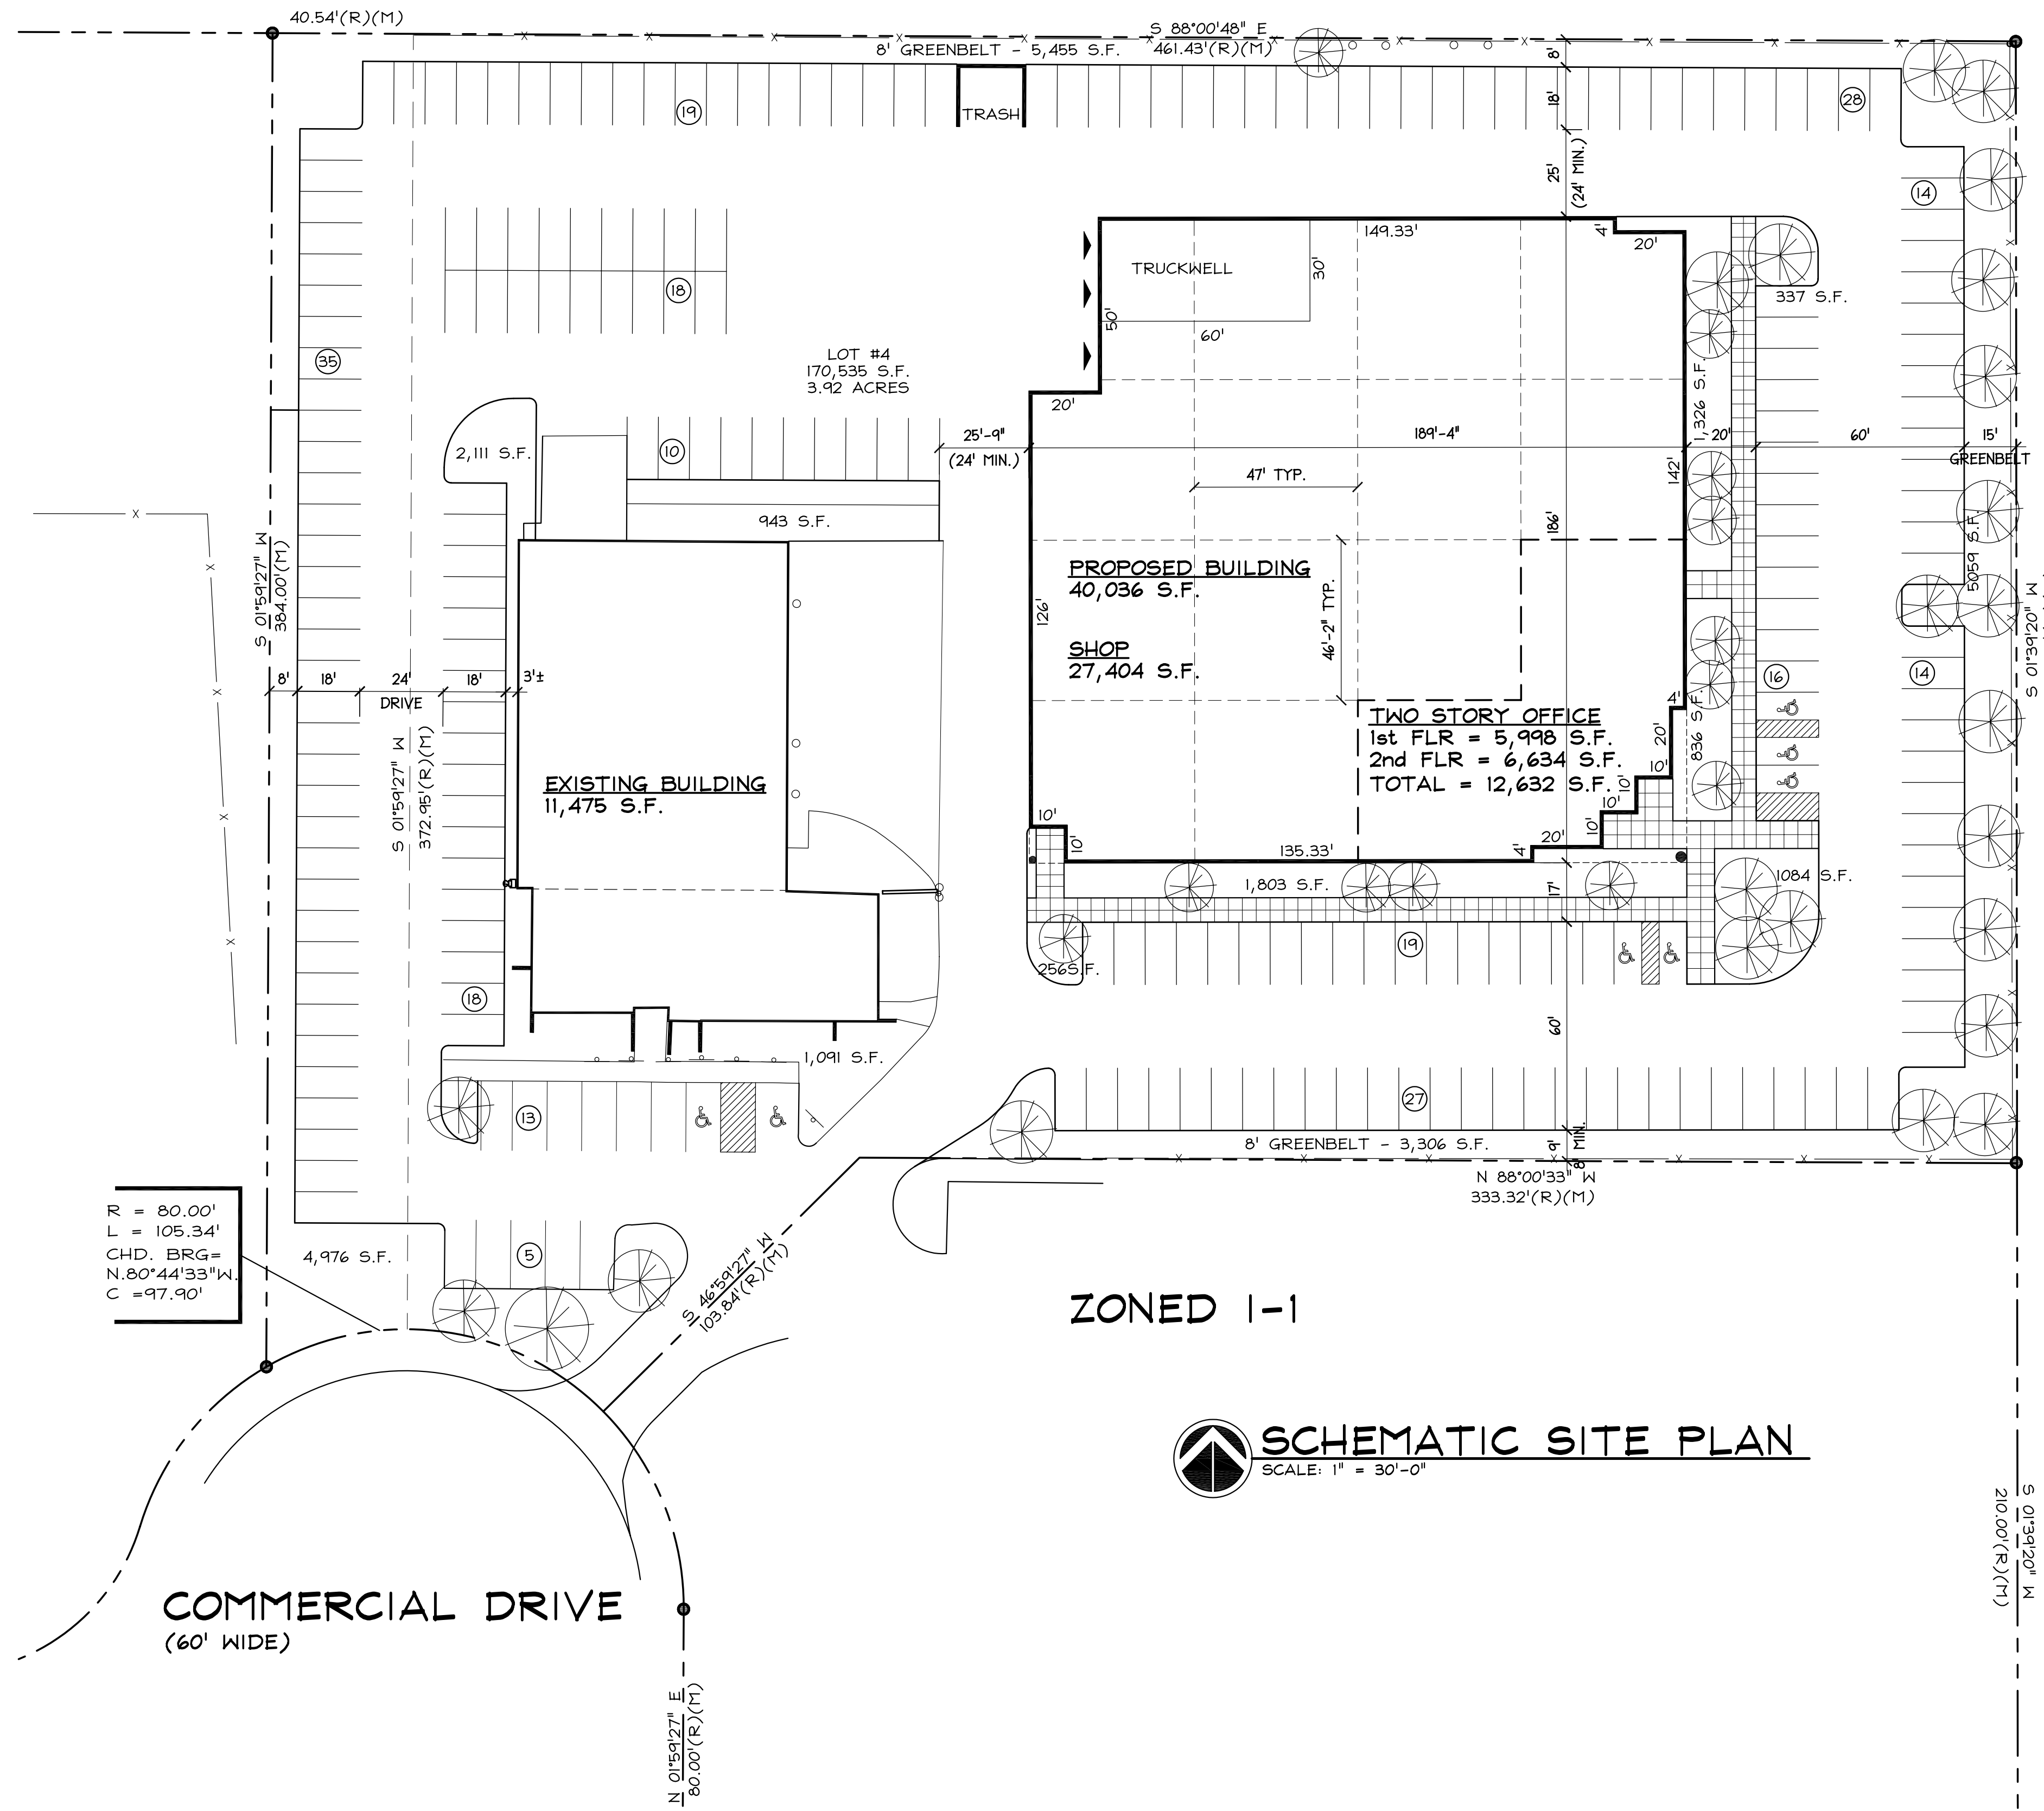 40.54'(R)(M)
S 88°00'48" E
8' GREENBELT - 5,455 S.F.
461.43'(R)(M)
8'
18'
25'
(24' MIN.)
19
TRASH
28
14
149.33'
4'
20'
TRUCKWELL
30'
50'
60'
337 S.F.
18
35
LOT #4
170,535 S.F.
3.92 ACRES
20'
1,326 S.F.
2,111 S.F.
10
25'-9"
(24' MIN.)
189'-4"
20'
60'
15'
GREENBELT
47' TYP.
142'
943 S.F.
186'
5059 S.F.
S 01°59'27" W
384.00'(M)
PROPOSED BUILDING
40,036 S.F.
126'
46'-2" TYP.
SHOP
27,404 S.F.
S 01°39'20" W
8'
18'
24'
DRIVE
18'
3'±
16
14
4'
TWO STORY OFFICE
1st FLR = 5,998 S.F.
2nd FLR = 6,634 S.F.
TOTAL = 12,632 S.F.
20'
836 S.F.
10'
10'
10'
10'
20'
4'
S 01°59'27" W
372.95'(R)(M)
EXISTING BUILDING
11,475 S.F.
10'
10'
135.33'
1,803 S.F.
17'
1084 S.F.
19
256S.F.
18
60'
1,091 S.F.
13
27
8' GREENBELT - 3,306 S.F.
9'
8' MIN.
N 88°00'33" W
333.32'(R)(M)
R = 80.00'
L = 105.34'
CHD. BRG=
N.80°44'33"W.
C =97.90'
4,976 S.F.
5
S 46°59'27" W
103.84'(R)(M)
ZONED I-1
SCHEMATIC SITE PLAN
SCALE: 1" = 30'-0"
S 01°39'20" W
210.00'(R)(M)
COMMERCIAL DRIVE
(60' WIDE)
N 01°59'27" E
80.00'(R)(M)